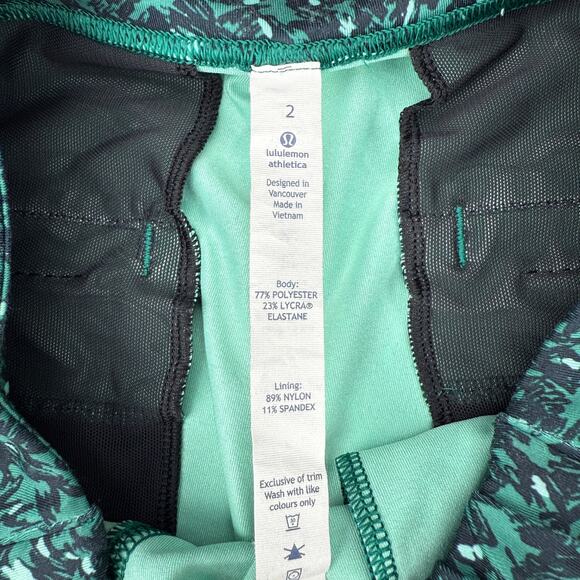 2
lululemon
athletica
Designed in
Vancouver
Made in
Vietnam
Body:
77% POLYESTER
23% LYCRA®
ELASTANE
Lining:
89% NYLON
11% SPANDEX
Exclusive of trim
Wash with like
colours only